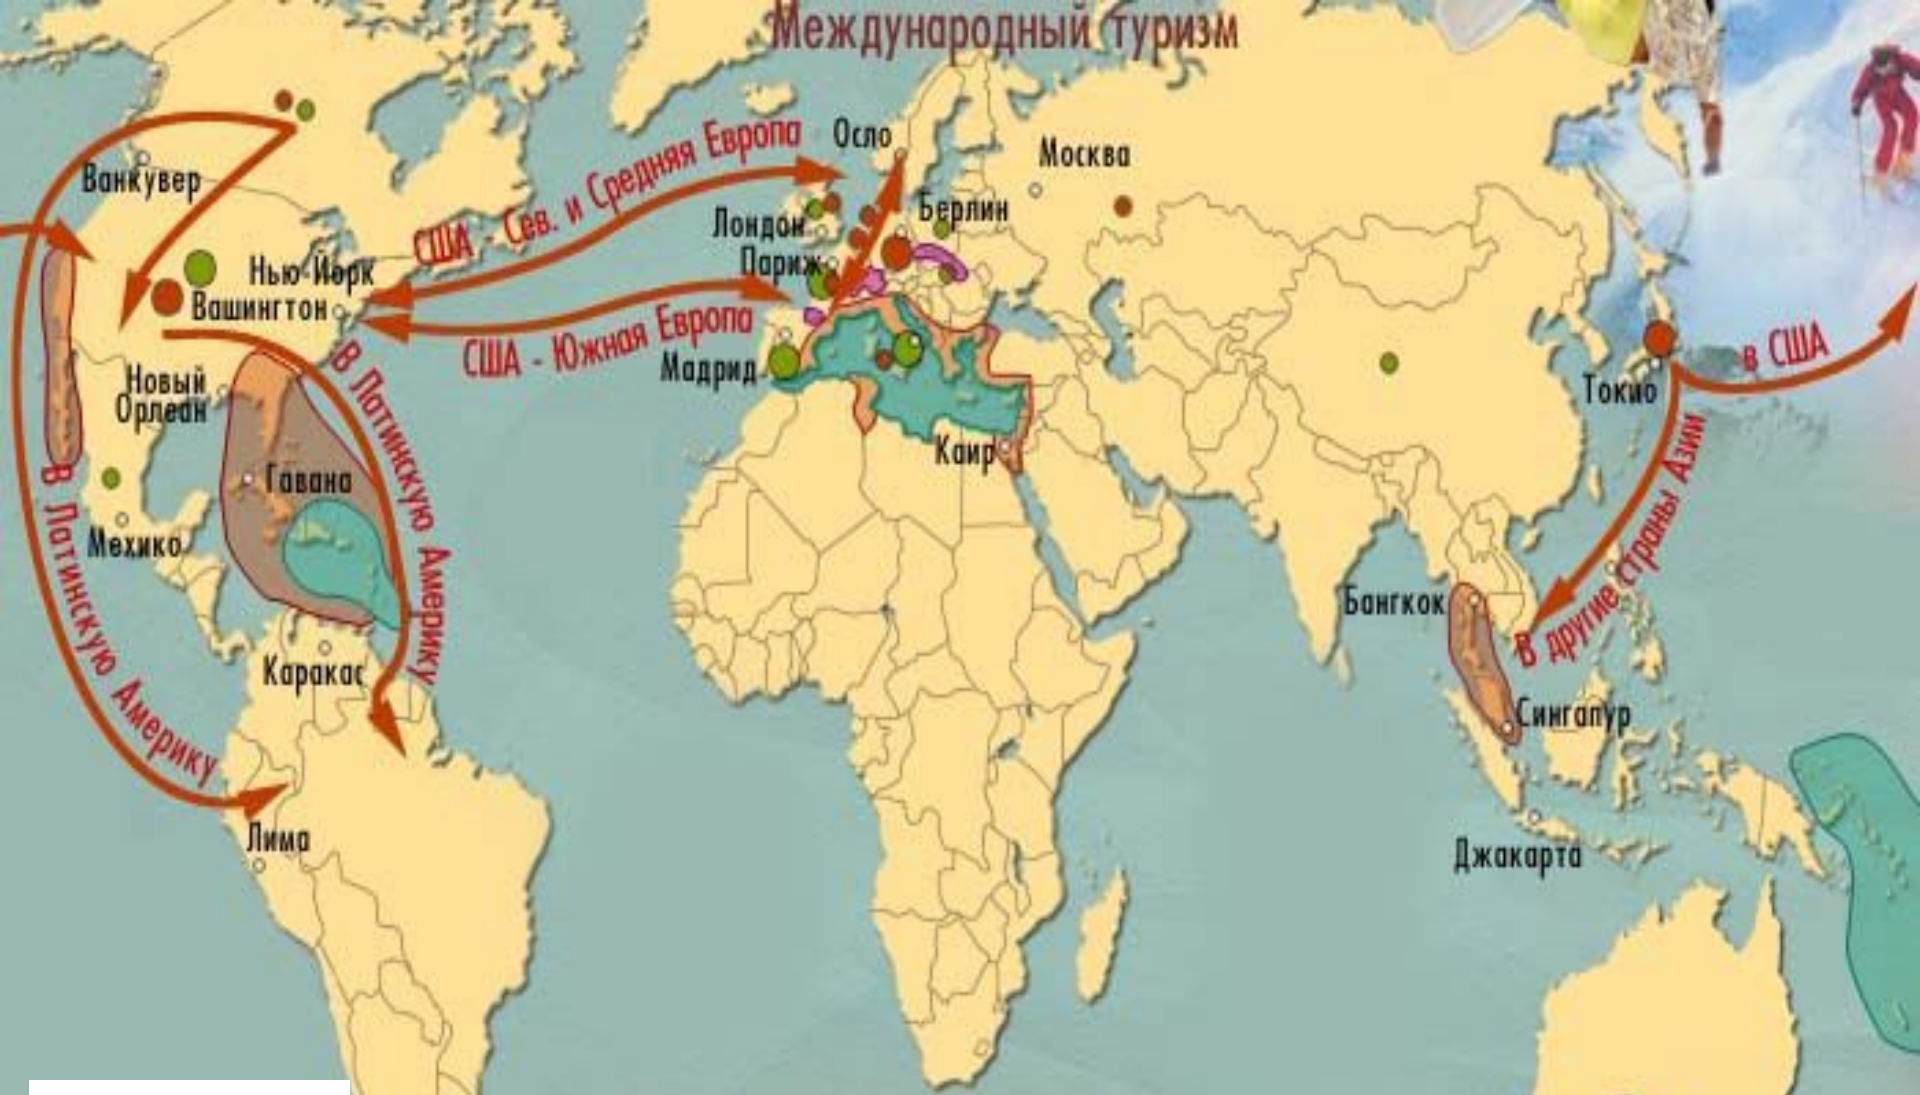 Международный туризм
США - Сев. и Средняя Европа
Осло
Москва
Ванкувер
Берлин
Лондон
Париж
Нью-Йорк
Вашингтон
США - Южная Европа
Мадрид
в США
Токио
Новый
Орлеан
В Латинскую Америку
Гавана
Каир
В Латинскую Америку
Мехико
В другие страны Азии
Бангкок
Каракас
Сингапур
Лима
Джакарта